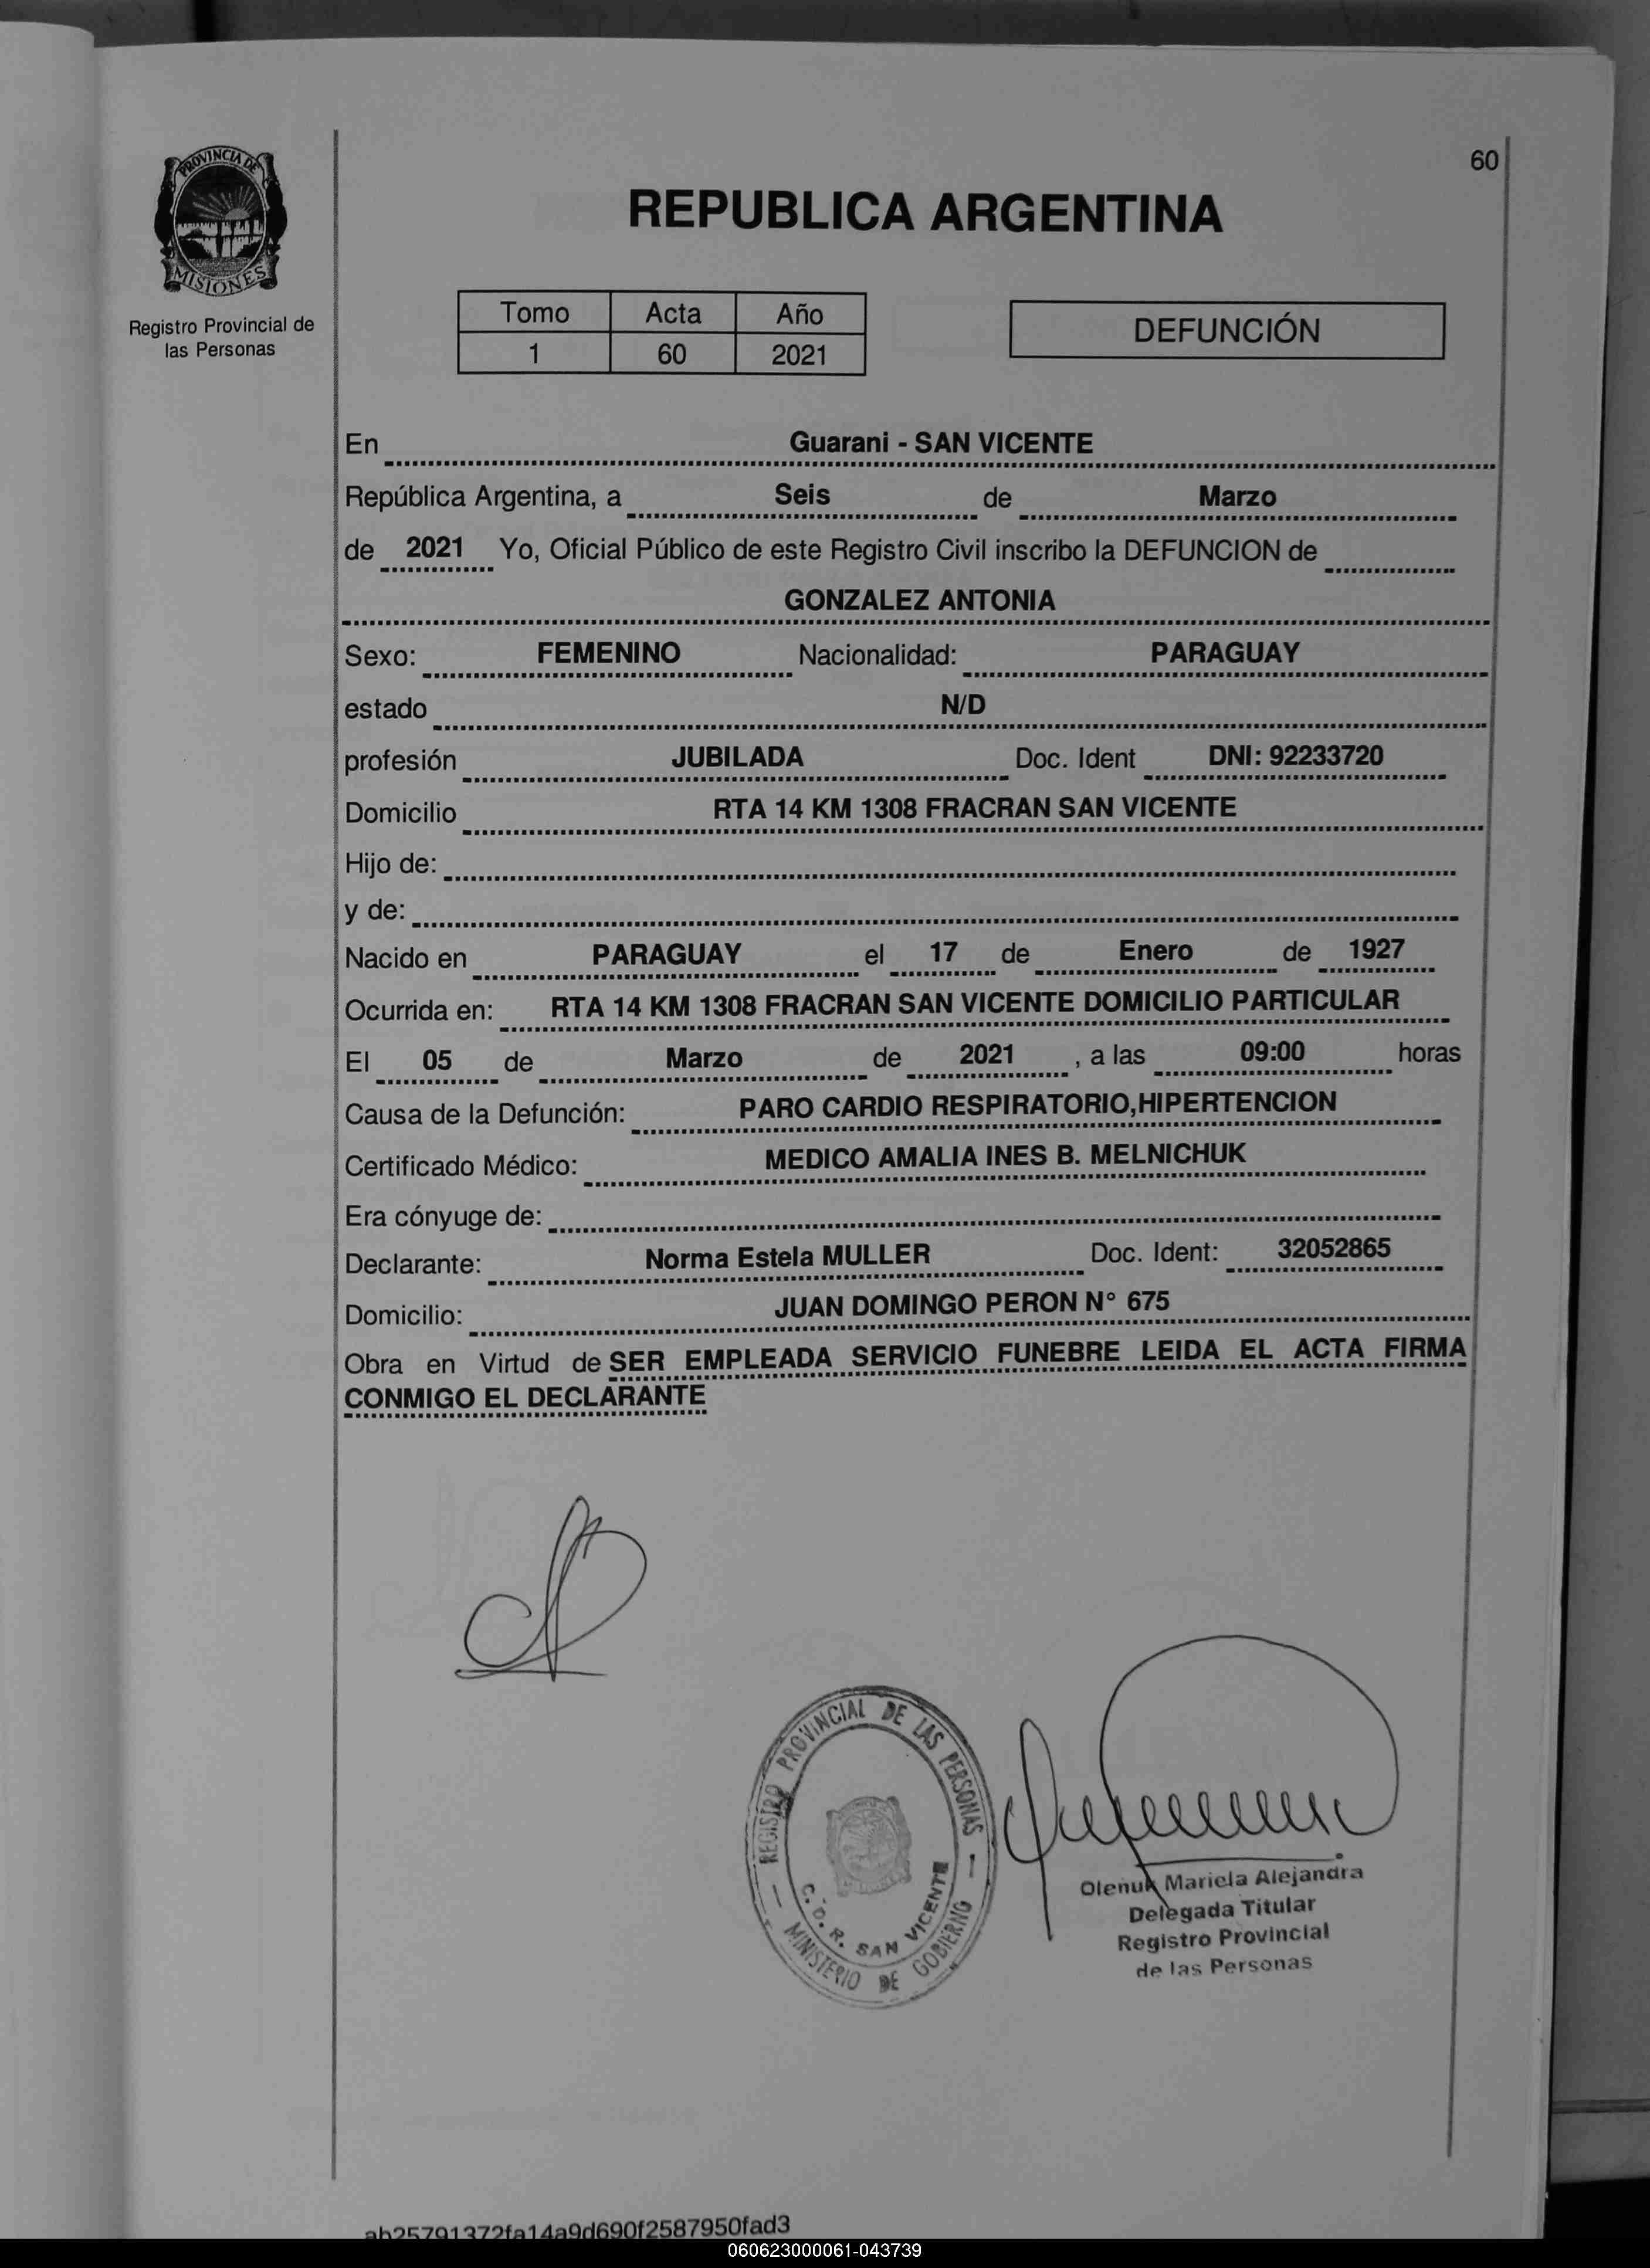 60
PROVINCIA DE
MISIONES
Registro Provincial de
las Personas
REPUBLICA ARGENTINA
Tomo Acta Año
1 60 2021
DEFUNCIÓN
En Guarani - SAN VICENTE
República Argentina, a Seis de Marzo
de 2021 Yo, Oficial Público de este Registro Civil inscribo la DEFUNCION de
GONZALEZ ANTONIA
Sexo: FEMENINO Nacionalidad: PARAGUAY
estado N/D
profesión JUBILADA Doc. Ident DNI: 92233720
Domicilio RTA 14 KM 1308 FRACRAN SAN VICENTE
Hijo de:
y de:
Nacido en PARAGUAY el 17 de Enero de 1927
Ocurrida en: RTA 14 KM 1308 FRACRAN SAN VICENTE DOMICILIO PARTICULAR
El 05 de Marzo de 2021 , a las 09:00 horas
Causa de la Defunción: PARO CARDIO RESPIRATORIO,HIPERTENCION
Certificado Médico: MEDICO AMALIA INES B. MELNICHUK
Era cónyuge de:
Declarante: Norma Estela MULLER Doc. Ident: 32052865
Domicilio: JUAN DOMINGO PERON N° 675
Obra en Virtud de SER EMPLEADA SERVICIO FUNEBRE LEIDA EL ACTA FIRMA
CONMIGO EL DECLARANTE
REGISTRO PROVINCIAL DE LAS PERSONAS
C. D. R. SAN VICENTE
MINISTERIO DE GOBIERNO
Olenuk Mariela Alejandra
Delegada Titular
Registro Provincial
de las Personas
ab25791372fa14a9d690f2587950fad3
060623000061-043739